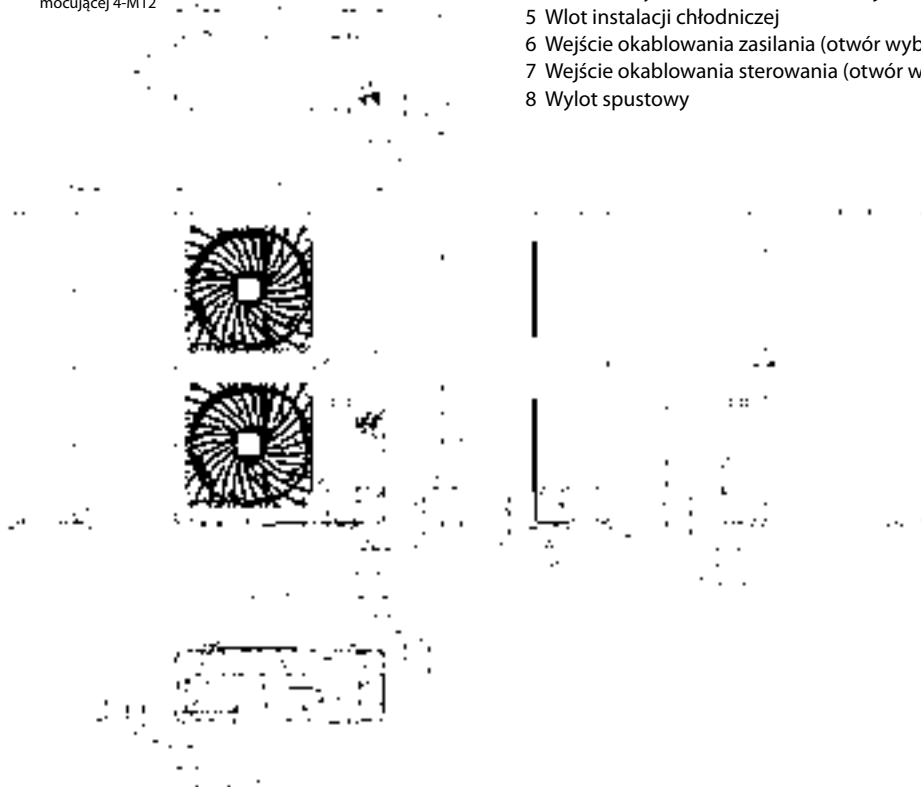 mocującej 4-M12
5 Wlot instalacji chłodniczej
6 Wejście okablowania zasilania (otwór wyb
7 Wejście okablowania sterowania (otwór w
8 Wylot spustowy